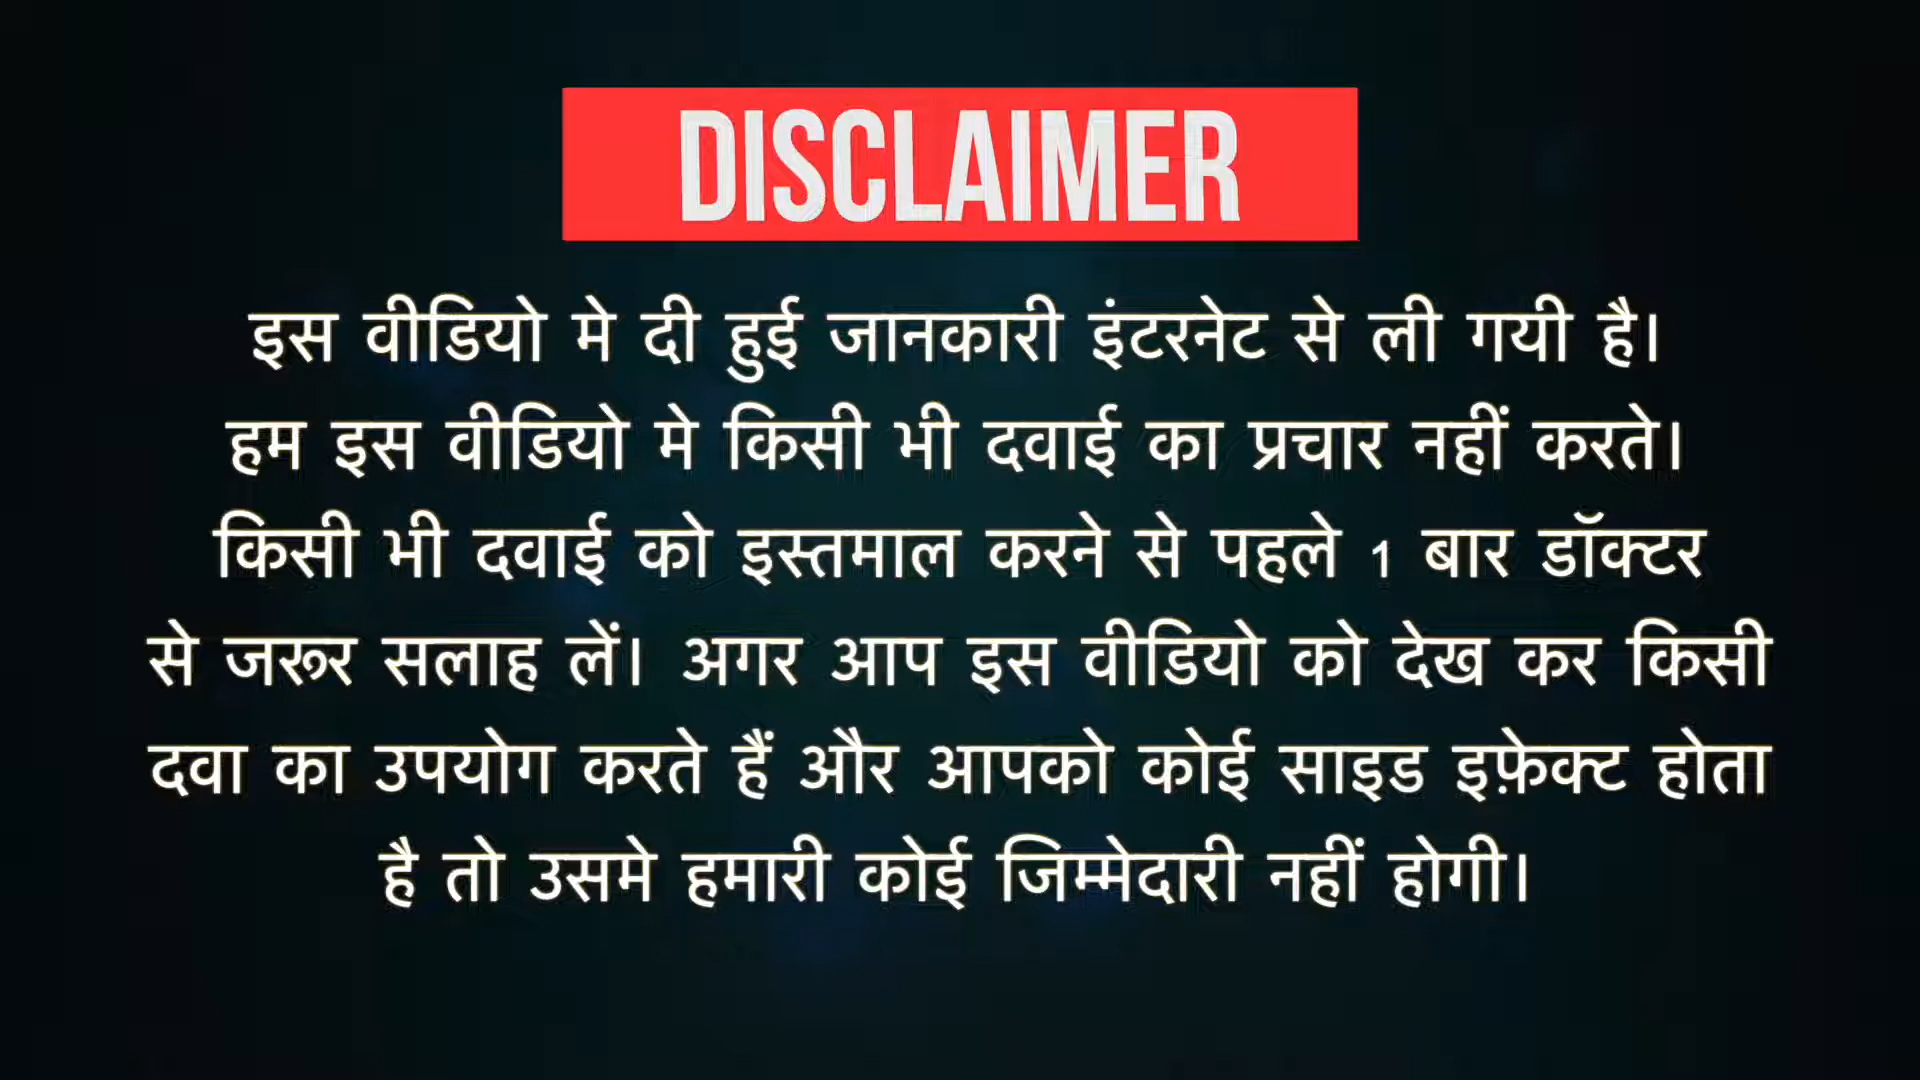 DISCLAIMER
इस वीडियो मे दी हुई जानकारी इंटरनेट से ली गयी है।
हम इस वीडियो मे किसी भी दवाई का प्रचार नहीं करते।
किसी भी दवाई को इस्तमाल करने से पहले 1 बार डॉक्टर
से जरूर सलाह लें। अगर आप इस वीडियो को देख कर किसी
दवा का उपयोग करते हैं और आपको कोई साइड इफ़ेक्ट होता
है तो उसमे हमारी कोई जिम्मेदारी नहीं होगी।